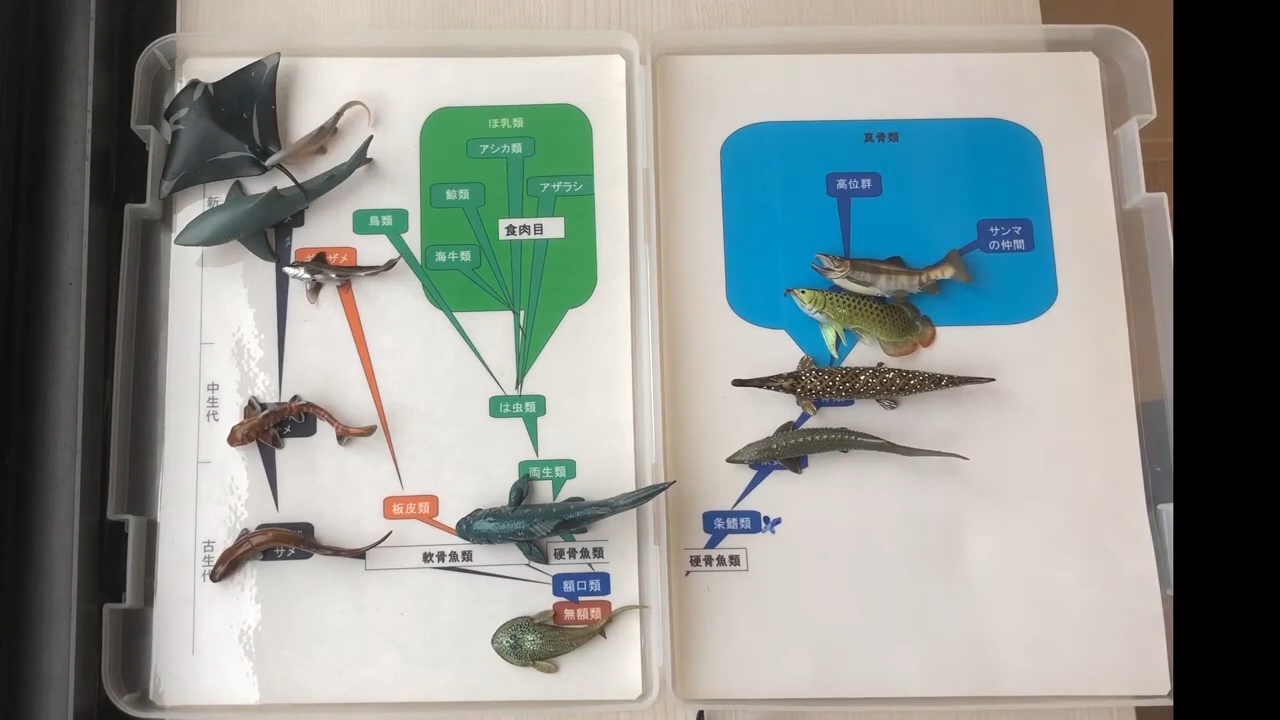 ほ乳類
アシカ類
鯨類
アザラシ
鳥類
食肉目
海牛類
新
中生代
は虫類
両生類
板皮類
古生代
サメ
軟骨魚類
硬骨魚類
顎口類
無顎類
真骨類
高位群
サンマ
の仲間
条鰭類
硬骨魚類